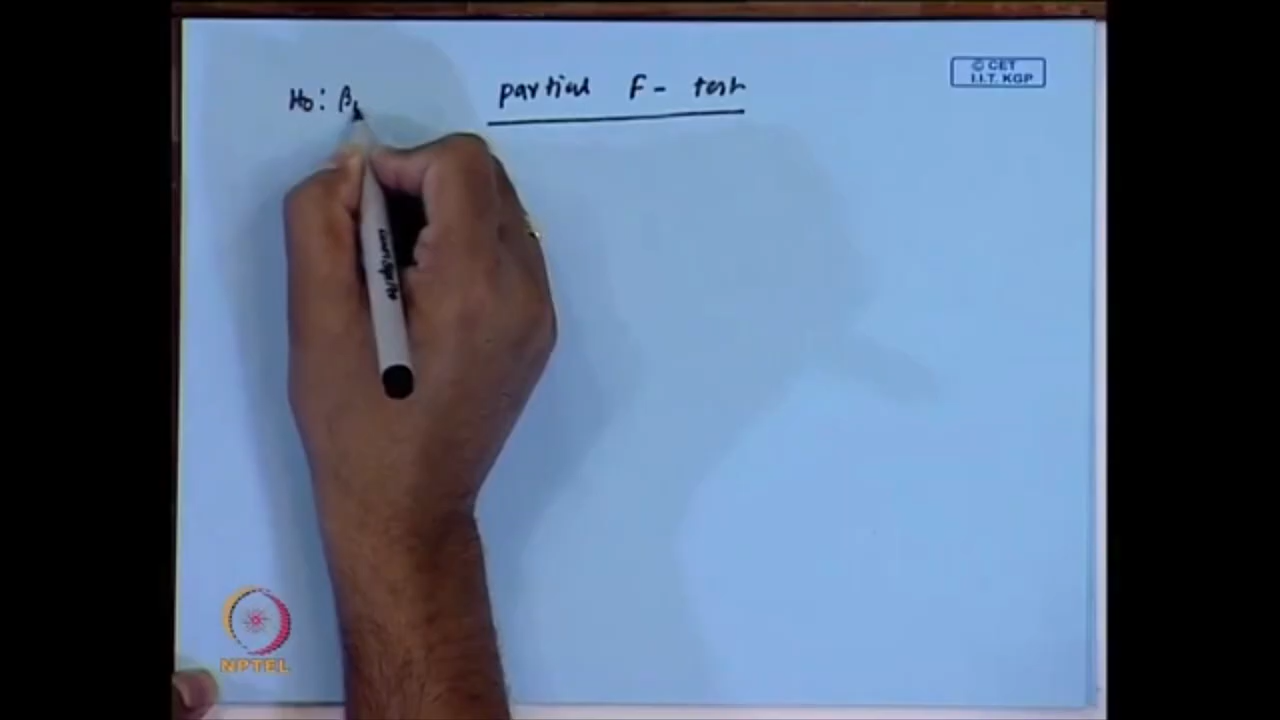 partial F - test
© CET
I.I.T. KGP
H0: β
NPTEL